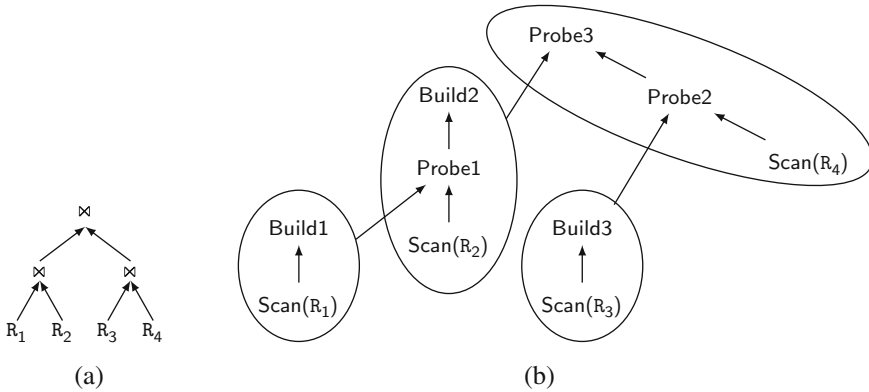 Probe3
Build2
Probe2
Probe1
Scan(R4)
⋈
Build1
Scan(R2)
Build3
⋈ ⋈
Scan(R1)
Scan(R3)
R1 R2 R3 R4
(a)
(b)